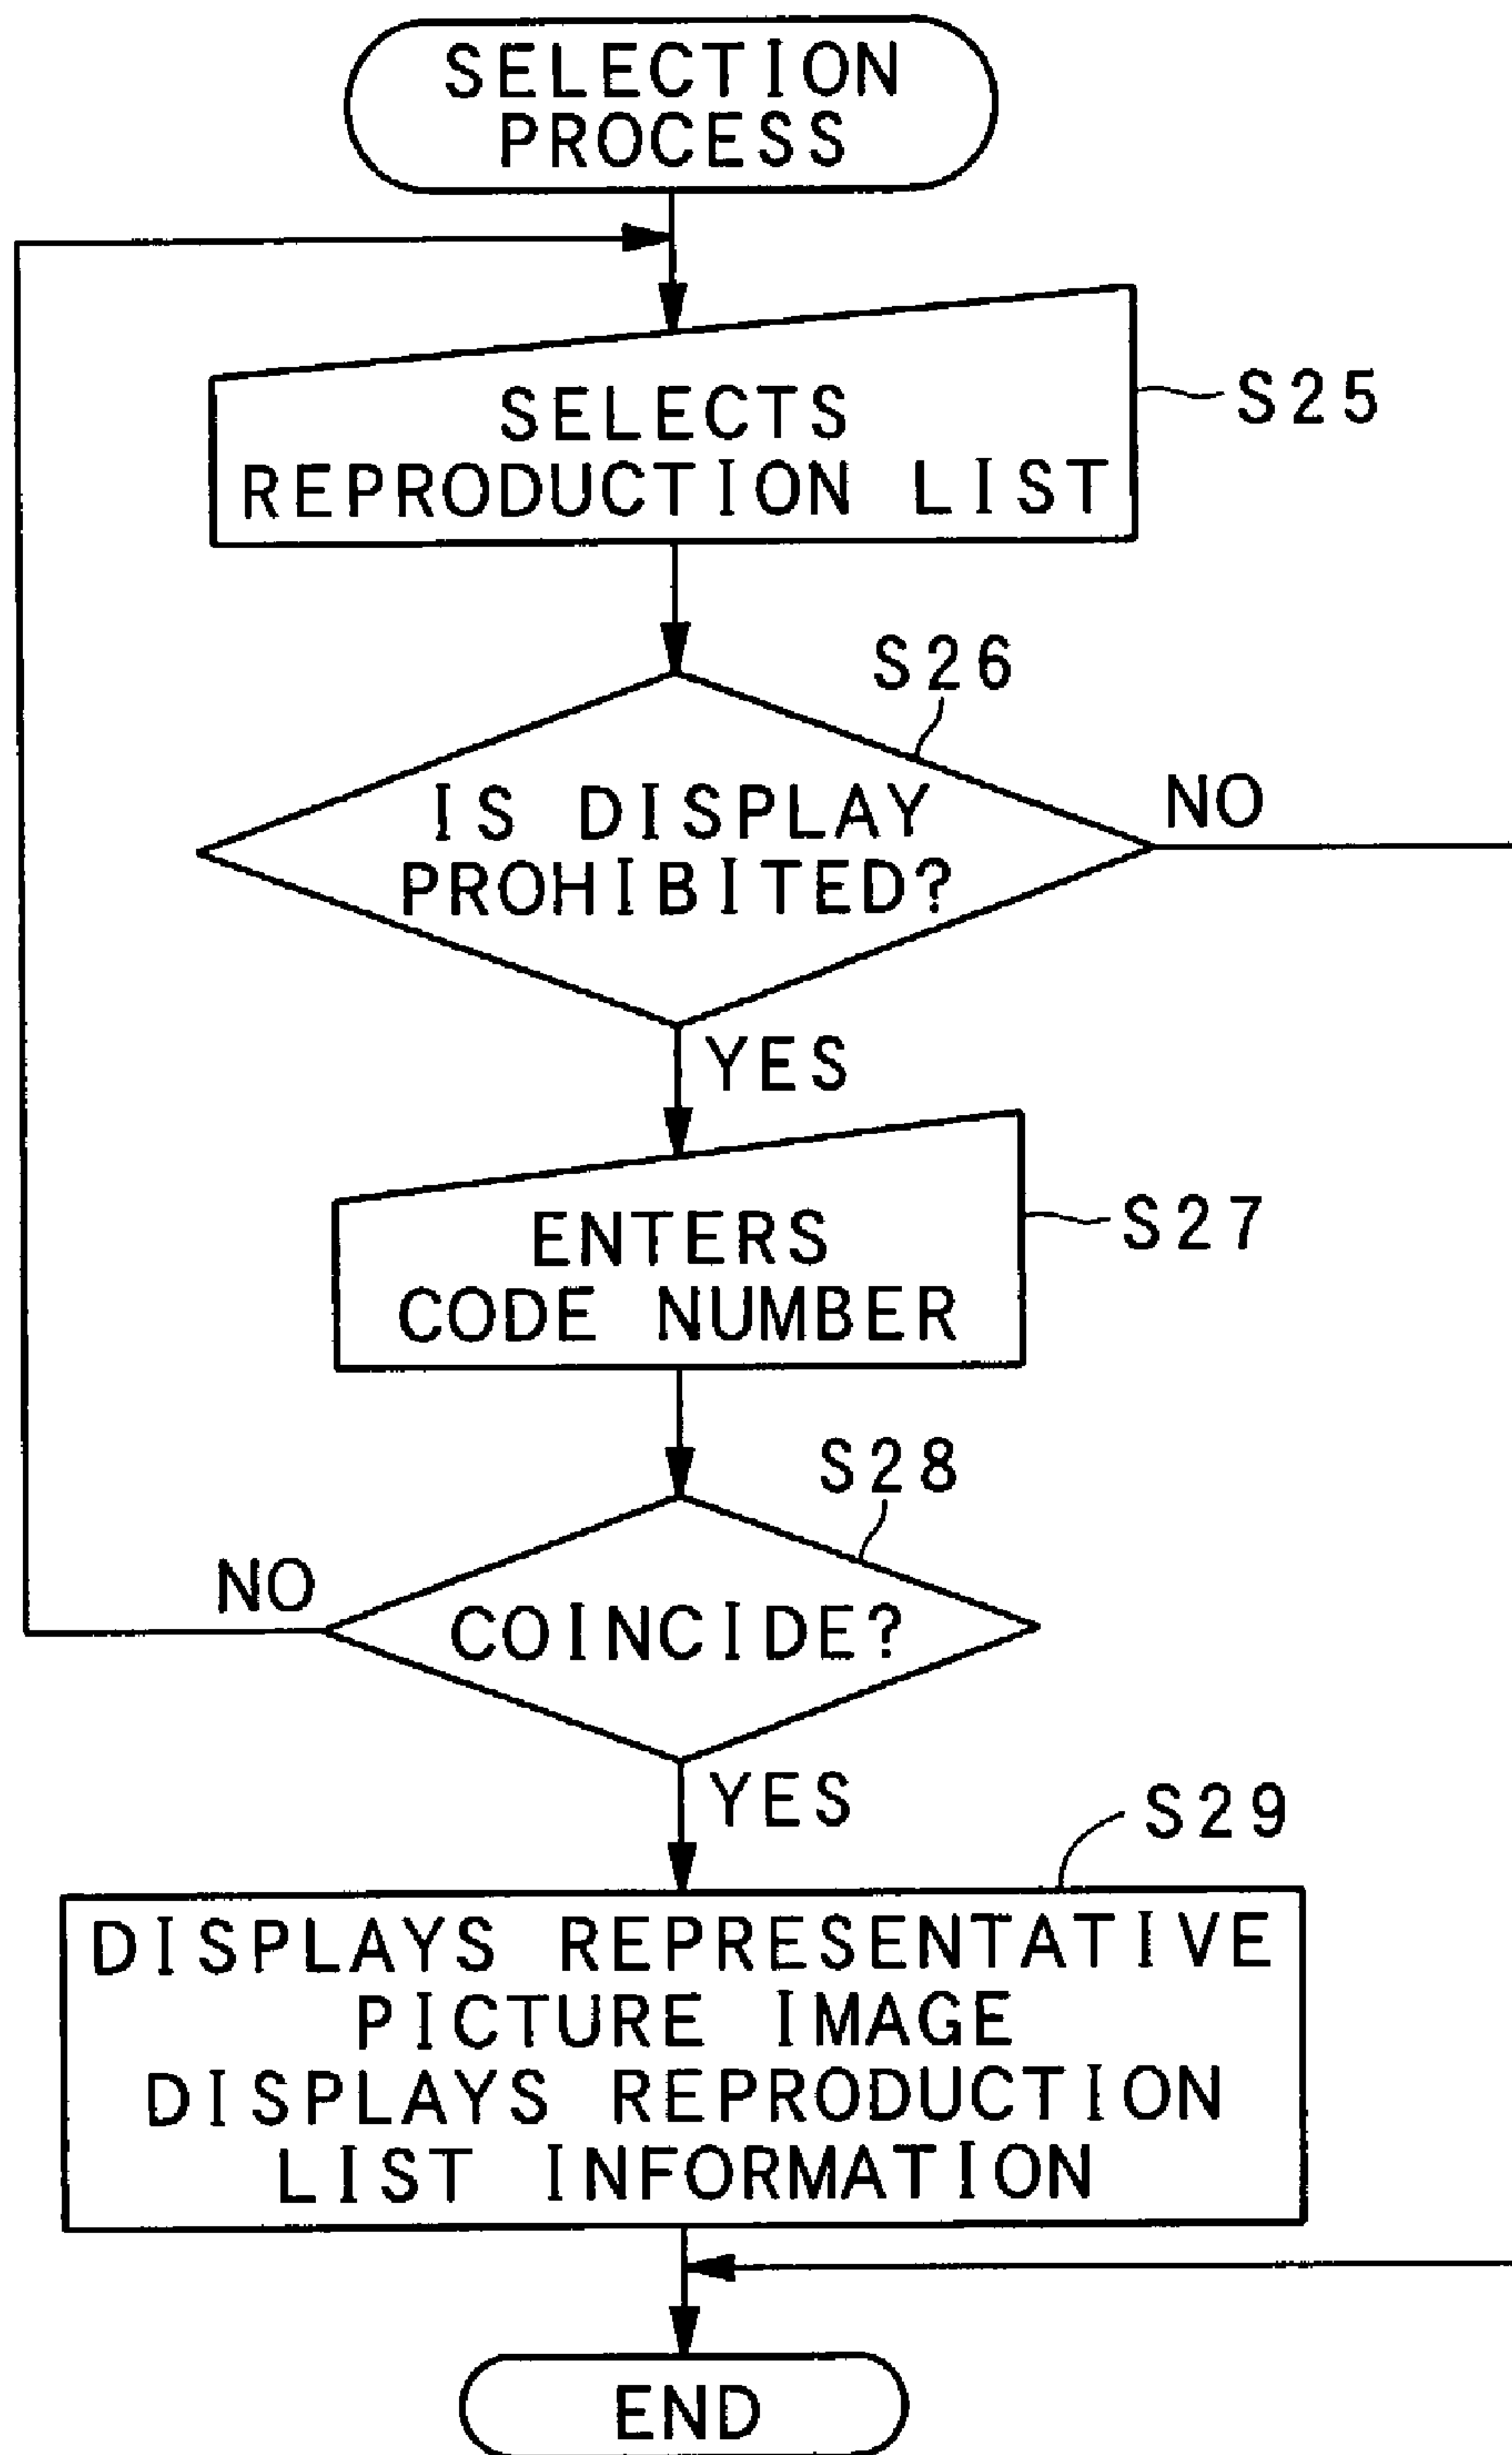 SELECTION
PROCESS
SELECTS
REPRODUCTION LIST
S25
S26
IS DISPLAY
PROHIBITED?
NO
YES
ENTERS
CODE NUMBER
S27
S28
NO
COINCIDE?
YES
S29
DISPLAYS REPRESENTATIVE
PICTURE IMAGE
DISPLAYS REPRODUCTION
LIST INFORMATION
END